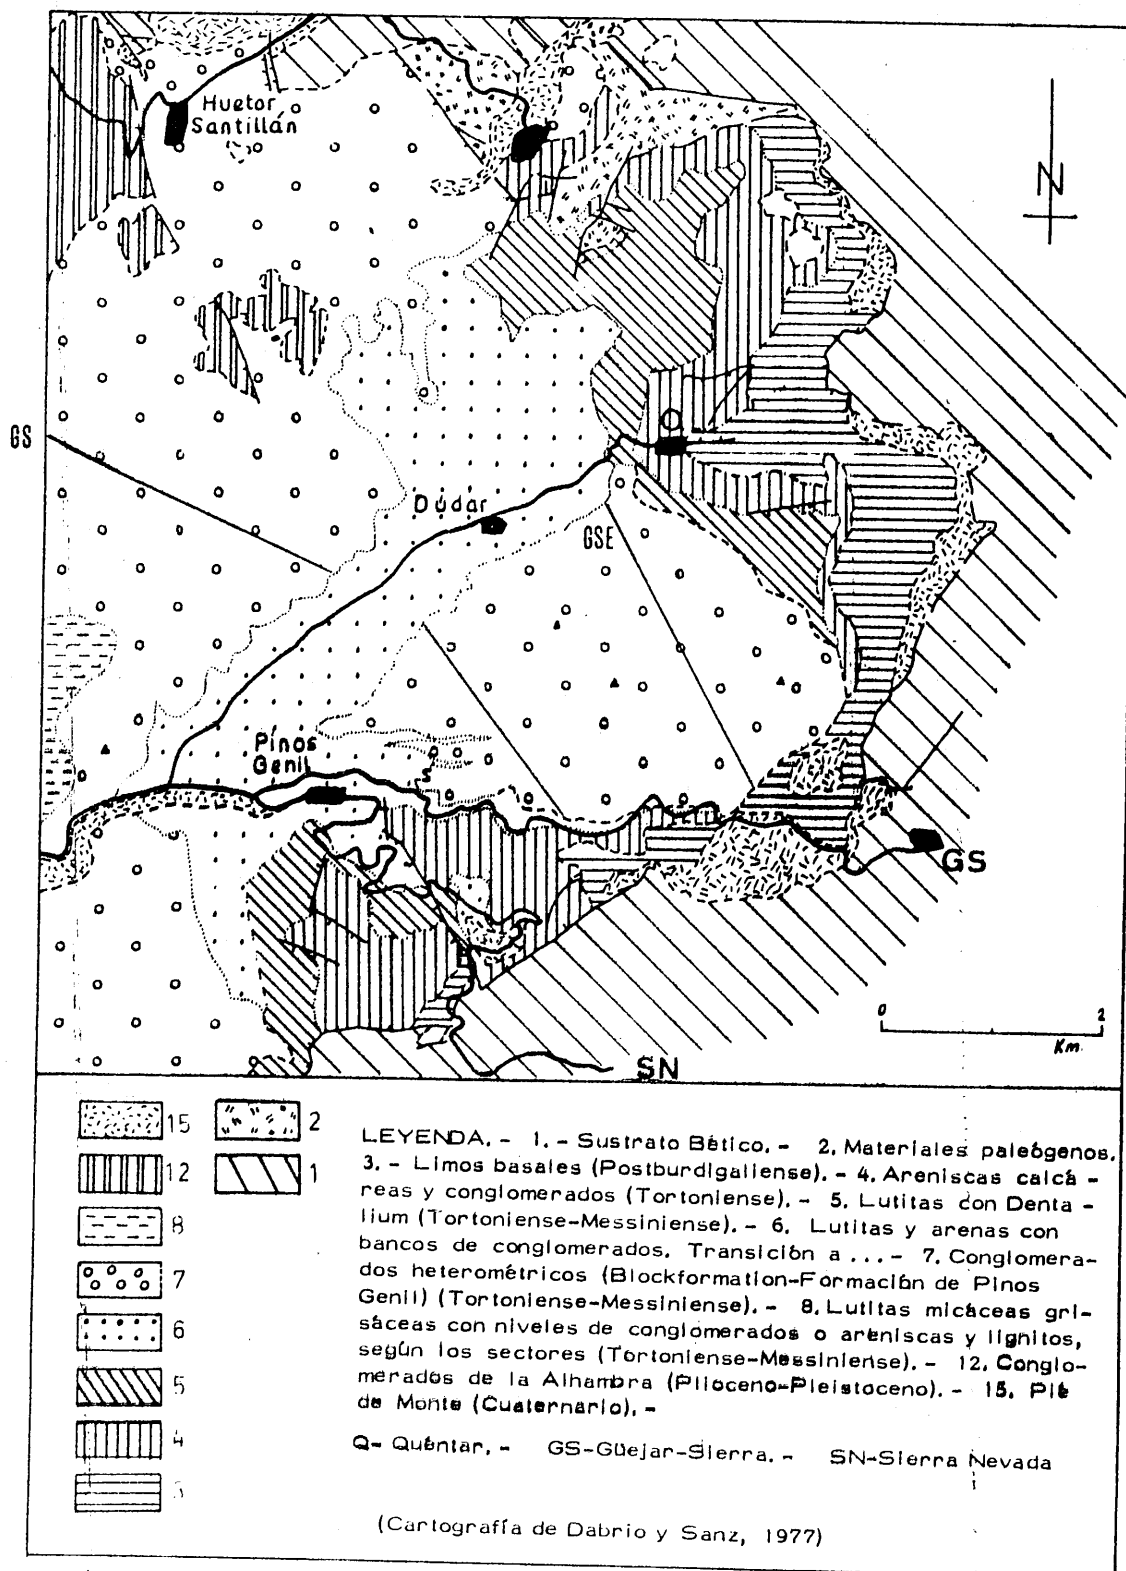 Huetor
Santillán
N
GS
Dúdar
GSE
Pinos
Genil
GS
0 2
Km.
SN
15 2
12 1
8
7
6
5
4
3
LEYENDA. - 1. - Sustrato Bético. - 2. Materiales paleógenos.
3. - Limos basales (Postburdigaliense). - 4. Areniscas calcá -
reas y conglomerados (Tortoniense). - 5. Lutitas con Denta -
lium (Tortoniense-Messiniense). - 6. Lutitas y arenas con
bancos de conglomerados. Transición a ... - 7. Conglomera-
dos heterométricos (Blockformation-Formación de Pinos
Genil) (Tortoniense-Messiniense). - 8. Lutitas micáceas gri-
sáceas con niveles de conglomerados o areniscas y lignitos,
según los sectores (Tortoniense-Messiniense). - 12. Conglo-
merados de la Alhambra (Plioceno-Pleistoceno). - 15. Pié
de Monte (Cuaternario). -
Q- Quéntar. - GS-Güejar-Sierra. - SN-Sierra Nevada
(Cartografía de Dabrio y Sanz, 1977)